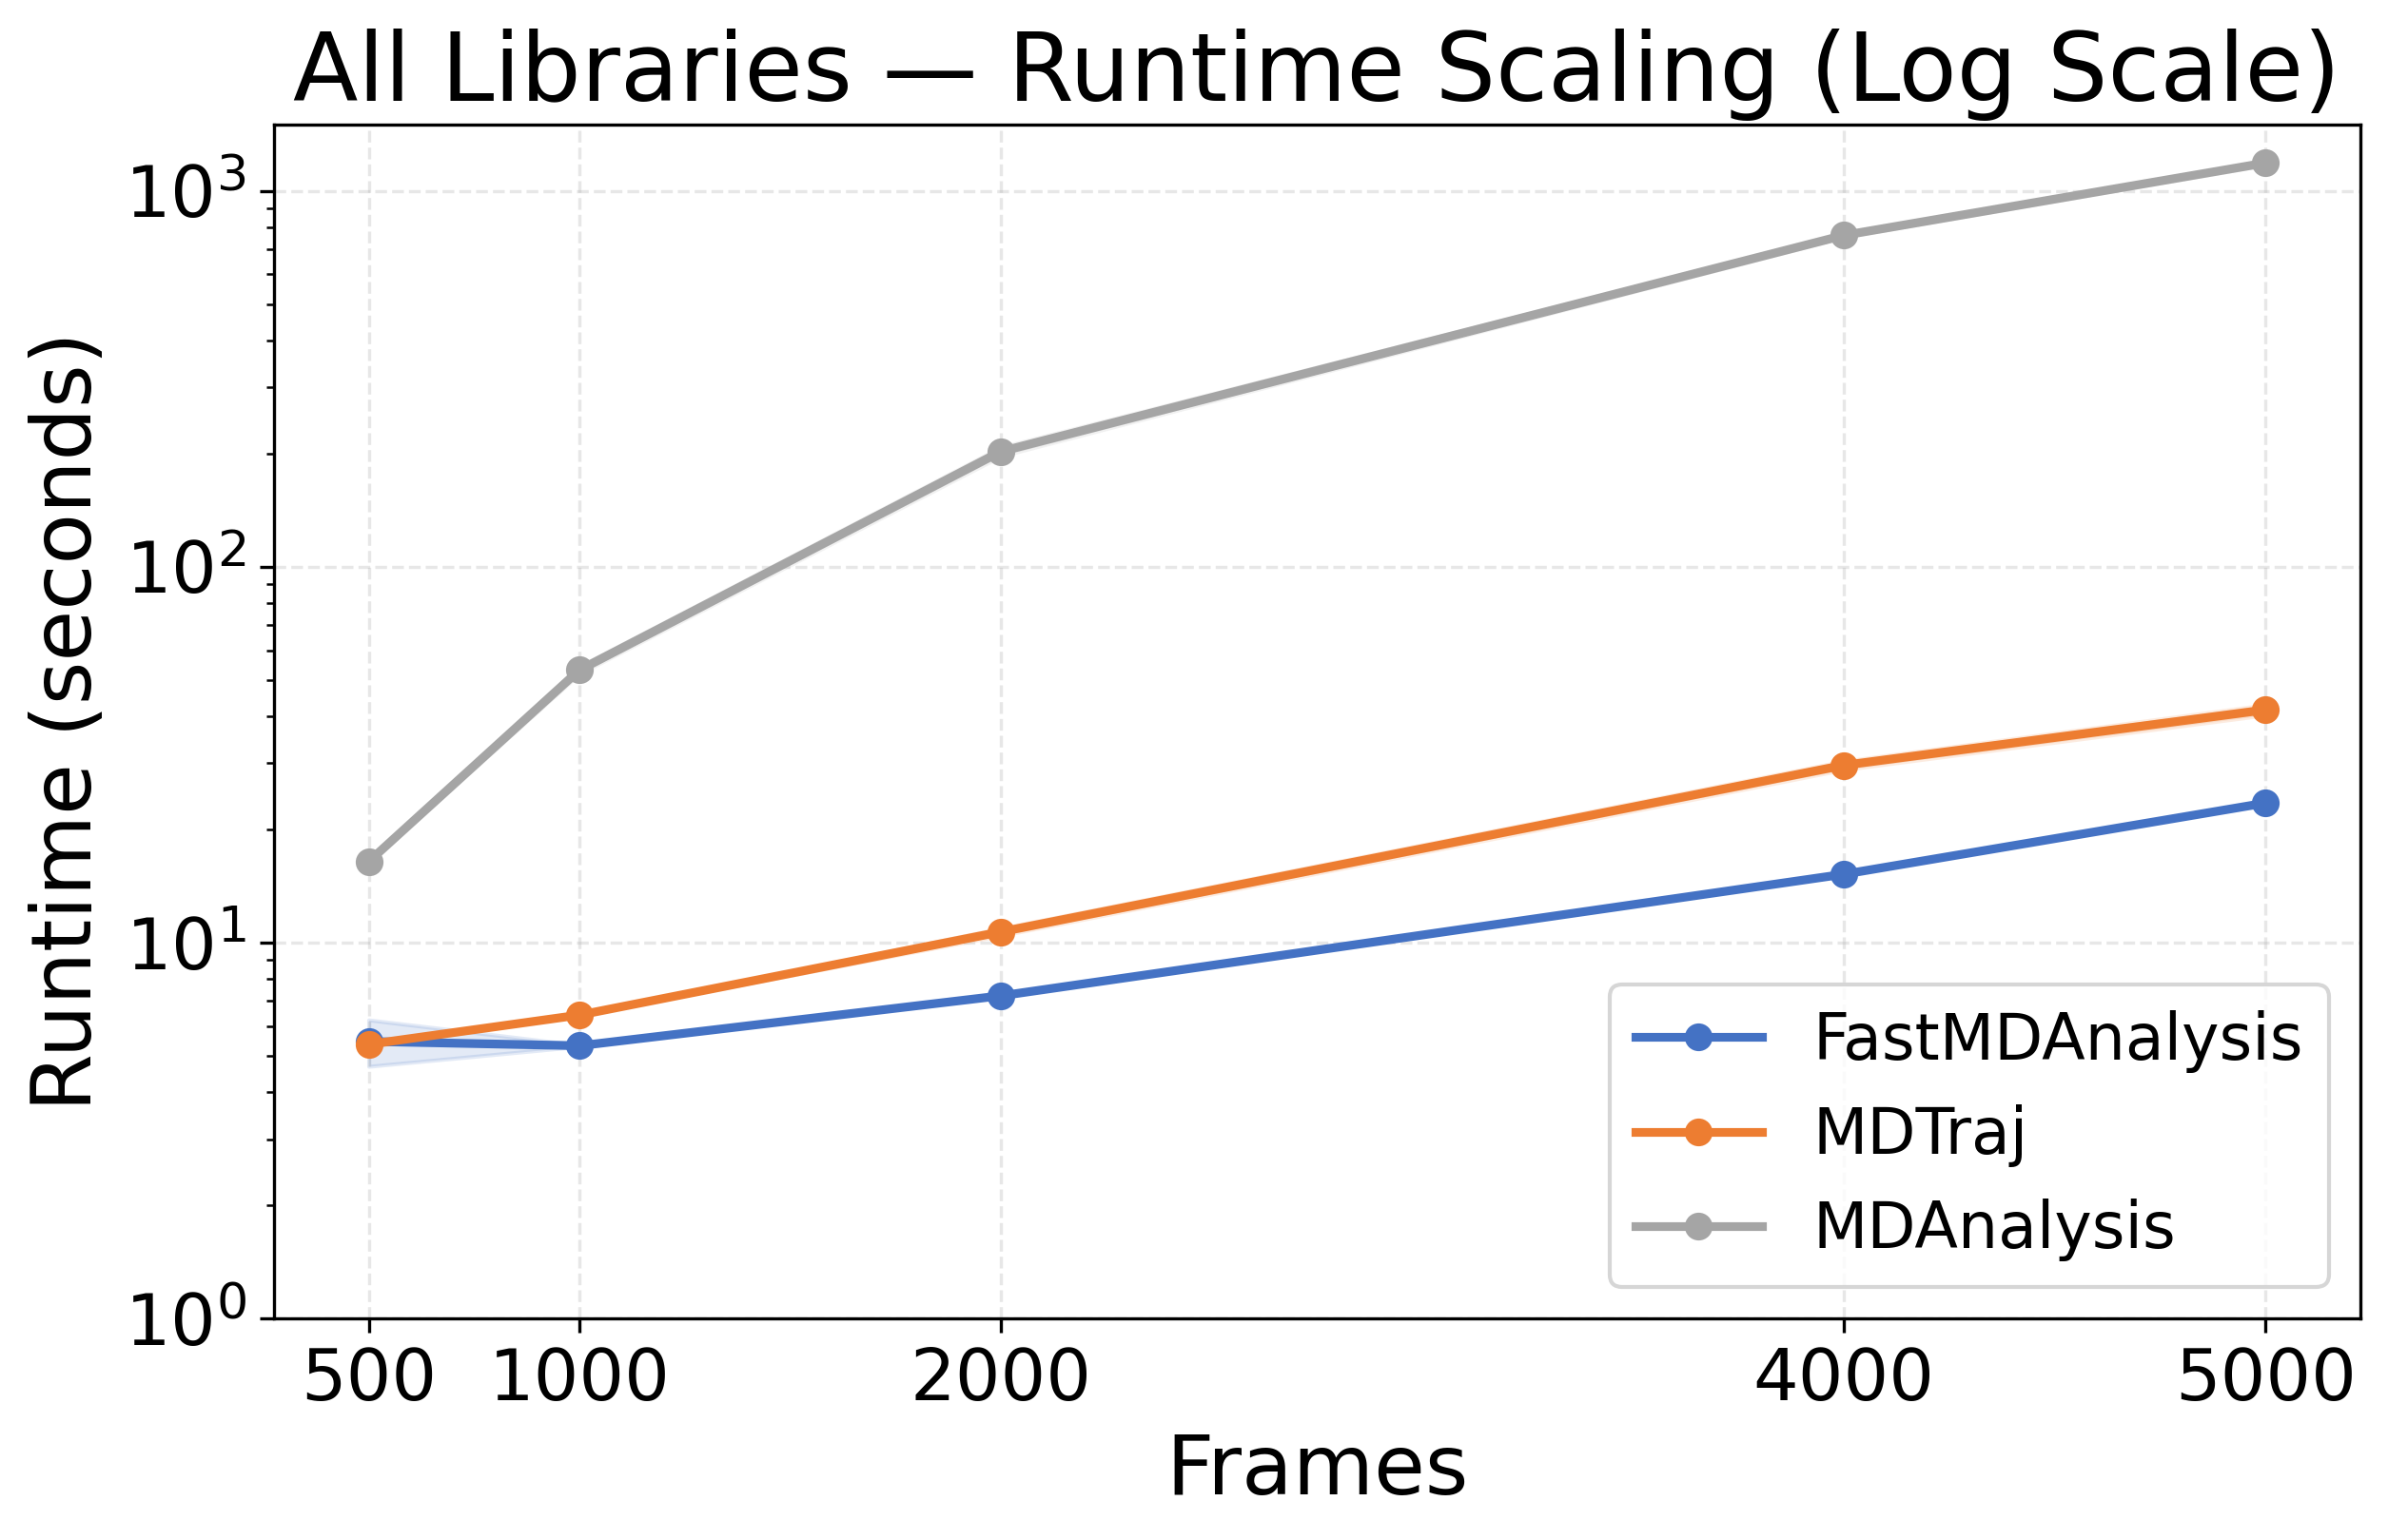 All Libraries — Runtime Scaling (Log Scale)
Runtime (seconds)
10³
10²
10¹
10⁰
FastMDAnalysis
MDTraj
MDAnalysis
500 1000 2000 4000 5000
Frames